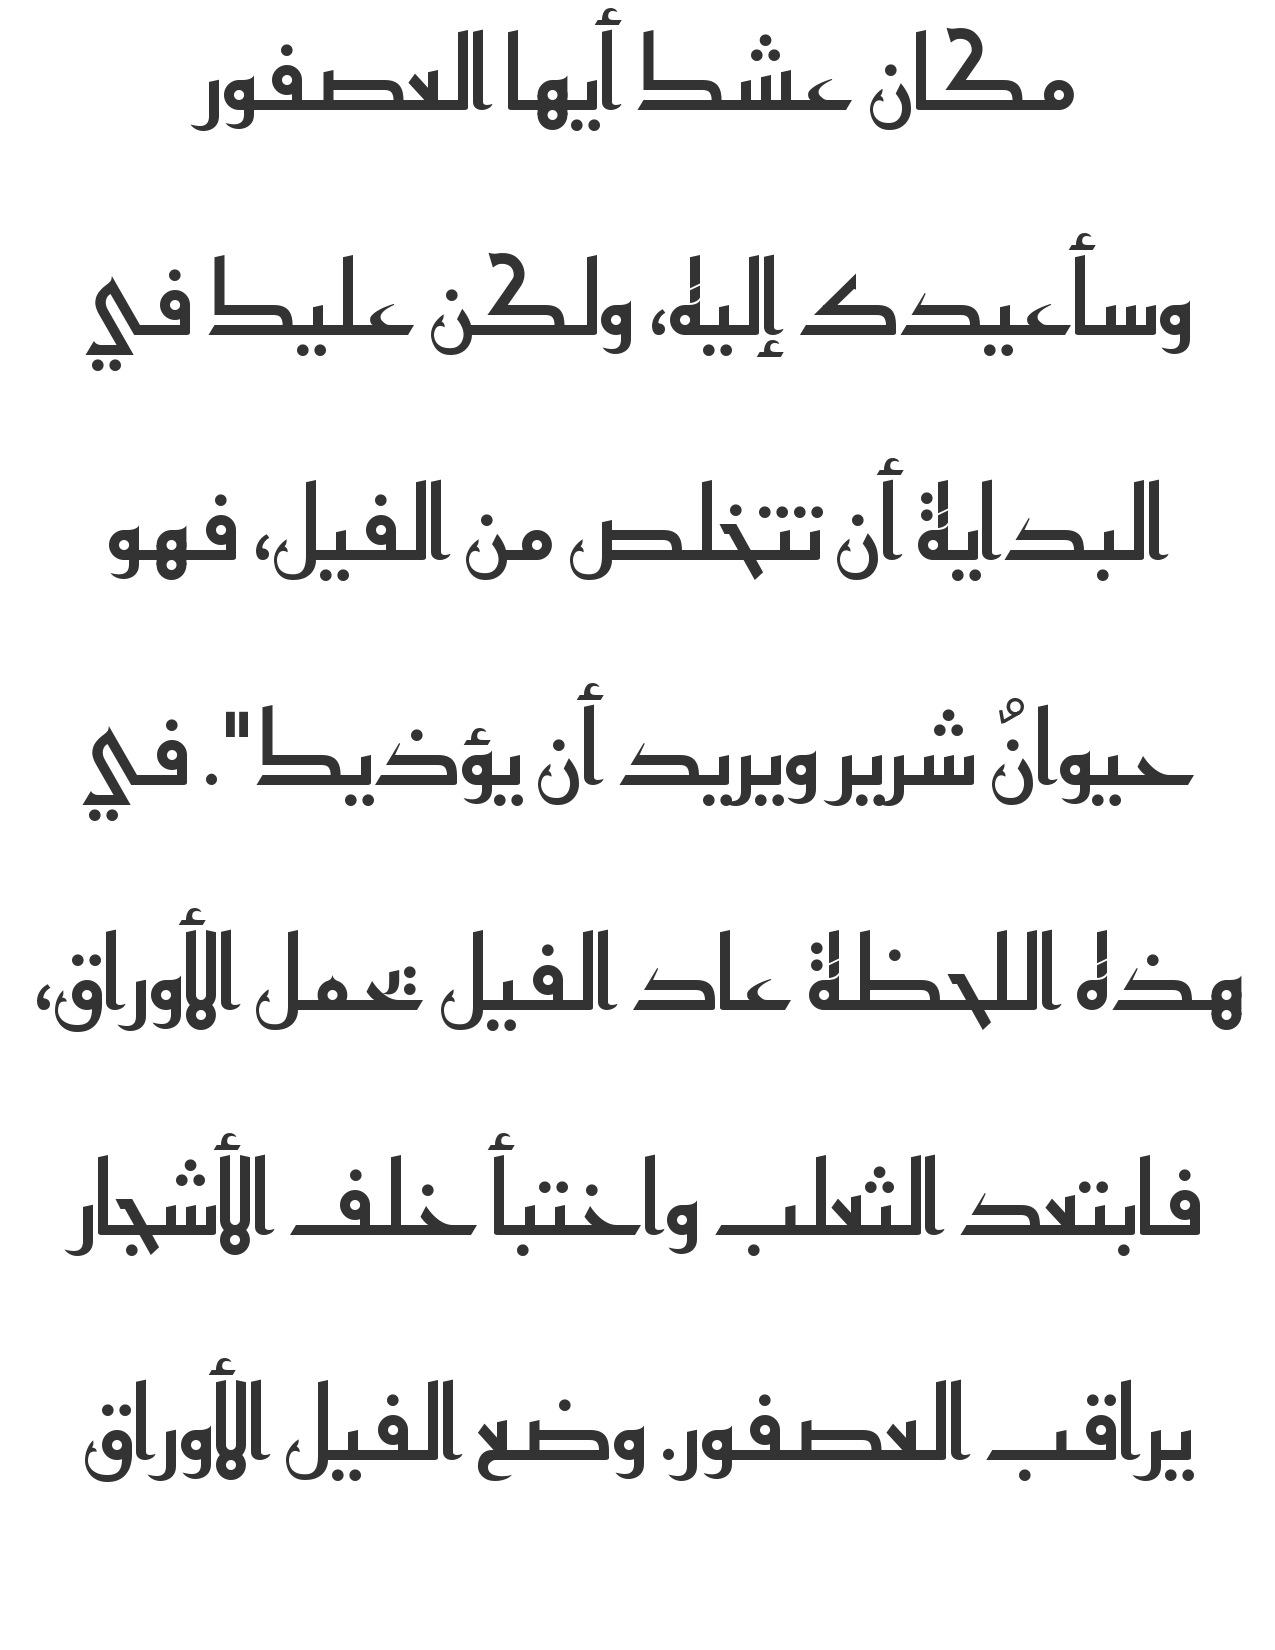 مكان عشك أيها العصفور
وسأعيدك إليه، ولكن عليك في
البداية أن تتخلص من الفيل، فهو
حيوانٌ شرير ويريد أن يؤذيك". في
هذه اللحظة عاد الفيل يحمل الأوراق،
فابتعد الثعلب واختبأ خلف الأشجار
يراقب العصفور. وضع الفيل الأوراق